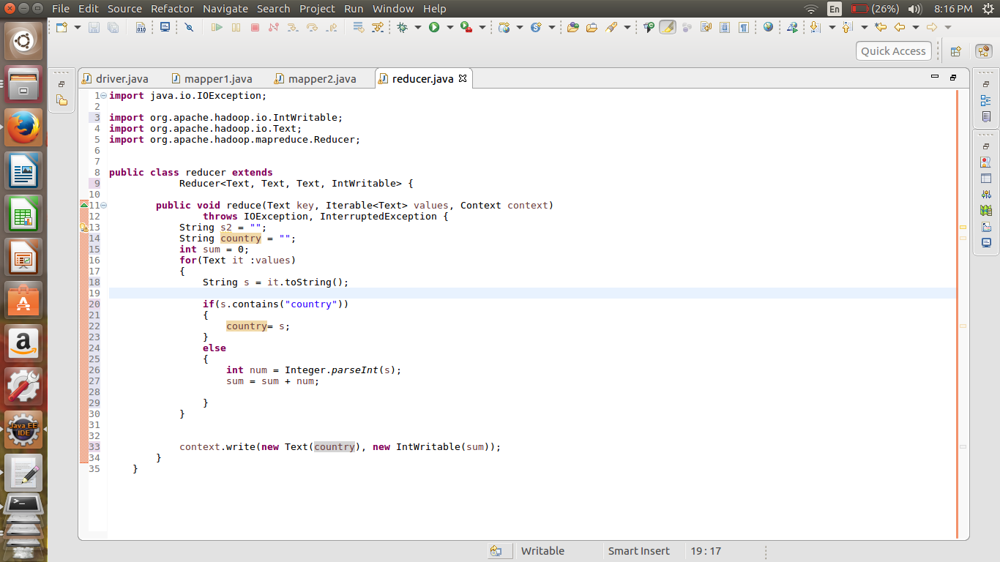 File Edit Source Refactor Navigate Search Project Run Window Help
En (26%) 8:16 PM
010
Quick Access
driver.java mapper1.java mapper2.java reducer.java
1 import java.io.IOException;
2
3 import org.apache.hadoop.io.IntWritable;
4 import org.apache.hadoop.io.Text;
5 import org.apache.hadoop.mapreduce.Reducer;
6
7
8 public class reducer extends
9 Reducer<Text, Text, Text, IntWritable> {
10
11 public void reduce(Text key, Iterable<Text> values, Context context)
12 throws IOException, InterruptedException {
13 String s2 = "";
14 String country = "";
15 int sum = 0;
16 for(Text it :values)
17 {
18 String s = it.toString();
19
20 if(s.contains("country"))
21 {
22 country= s;
23 }
24 else
25 {
26 int num = Integer.parseInt(s);
27 sum = sum + num;
28
29 }
30 }
31
32
33 context.write(new Text(country), new IntWritable(sum));
34 }
35 }
Java EE
IDE
Writable Smart Insert 19 : 17